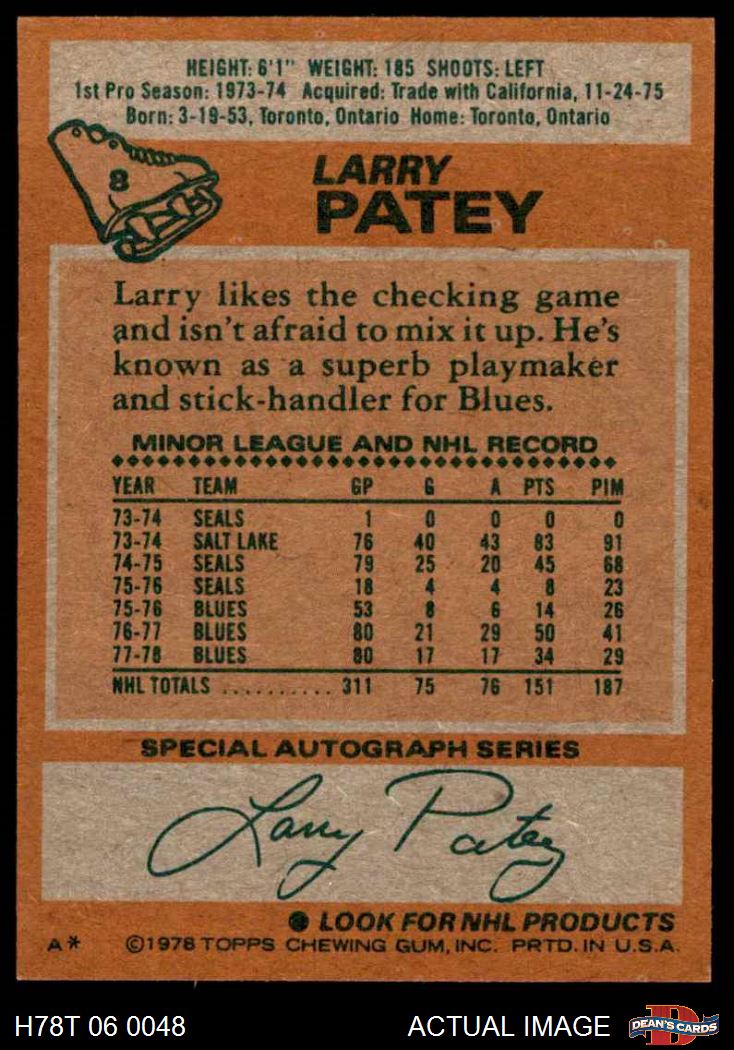 HEIGHT: 6'1" WEIGHT: 185 SHOOTS: LEFT
1st Pro Season: 1973-74 Acquired: Trade with California, 11-24-75
Born: 3-19-53, Toronto, Ontario Home: Toronto, Ontario
8
LARRY
PATEY
Larry likes the checking game
and isn't afraid to mix it up. He's
known as a superb playmaker
and stick-handler for Blues.
MINOR LEAGUE AND NHL RECORD
YEAR TEAM GP G A PTS PIM
73-74 SEALS 1 0 0 0 0
73-74 SALT LAKE 76 40 43 83 91
74-75 SEALS 79 25 20 45 68
75-76 SEALS 18 4 4 8 23
75-76 BLUES 53 8 6 14 26
76-77 BLUES 80 21 29 50 41
77-78 BLUES 80 17 17 34 29
NHL TOTALS .......... 311 75 76 151 187
SPECIAL AUTOGRAPH SERIES
Larry Patey
● LOOK FOR NHL PRODUCTS
A* ©1978 TOPPS CHEWING GUM, INC. PRTD. IN U.S.A.
H78T 06 0048 ACTUAL IMAGE D DEAN'S CARDS